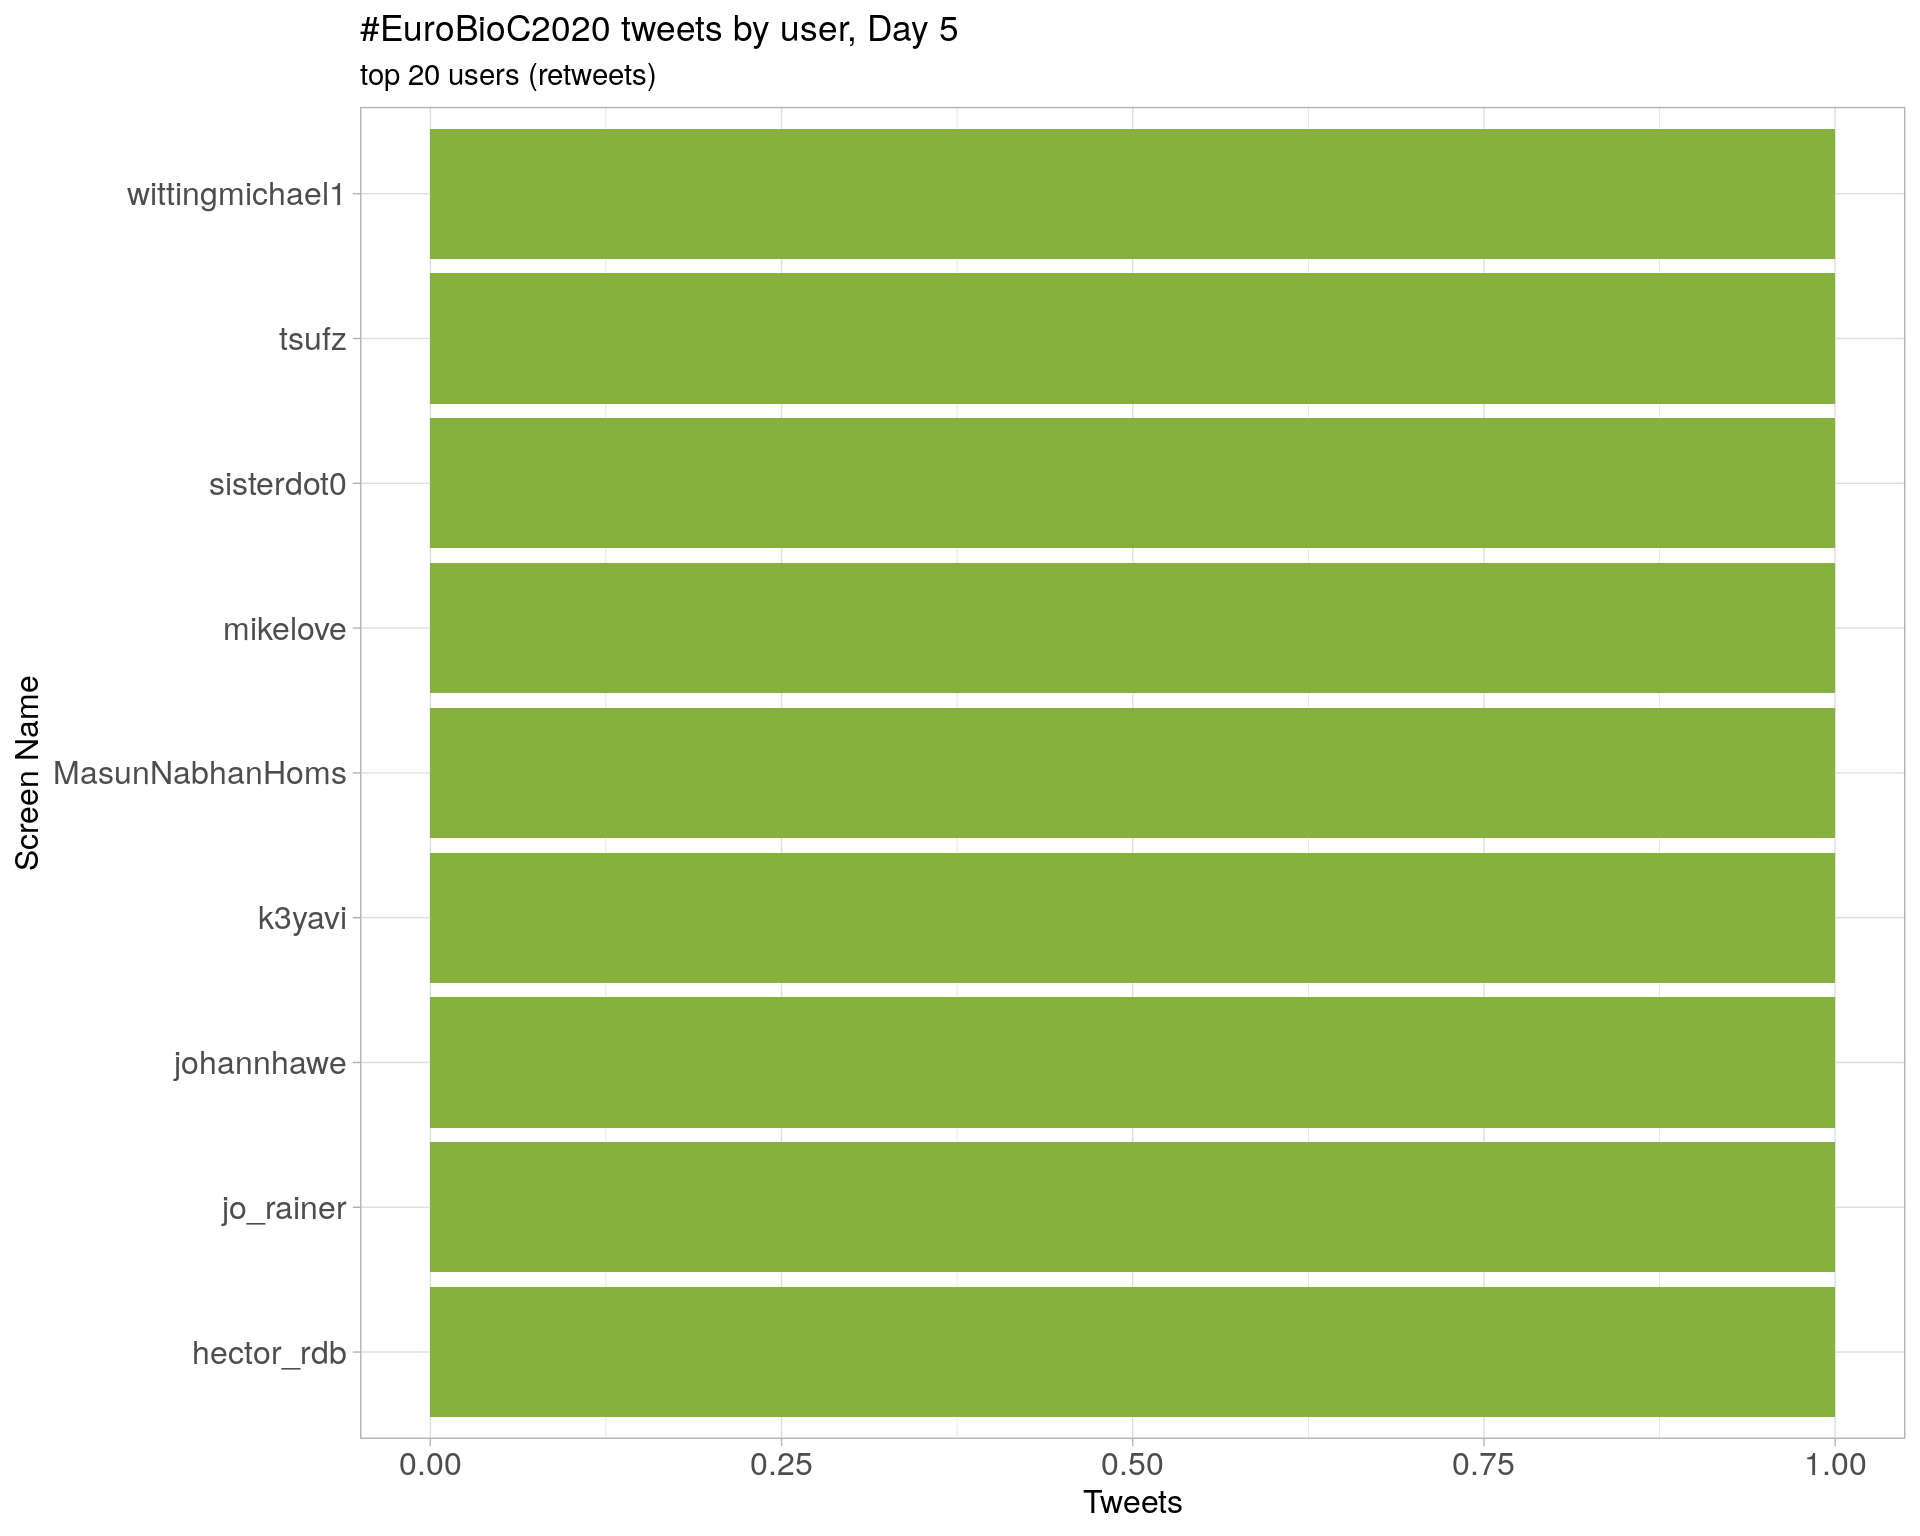 #EuroBioC2020 tweets by user, Day 5
top 20 users (retweets)
Screen Name
wittingmichael1
tsufz
sisterdot0
mikelove
MasunNabhanHoms
k3yavi
johannhawe
jo_rainer
hector_rdb
0.00 0.25 0.50 0.75 1.00
Tweets